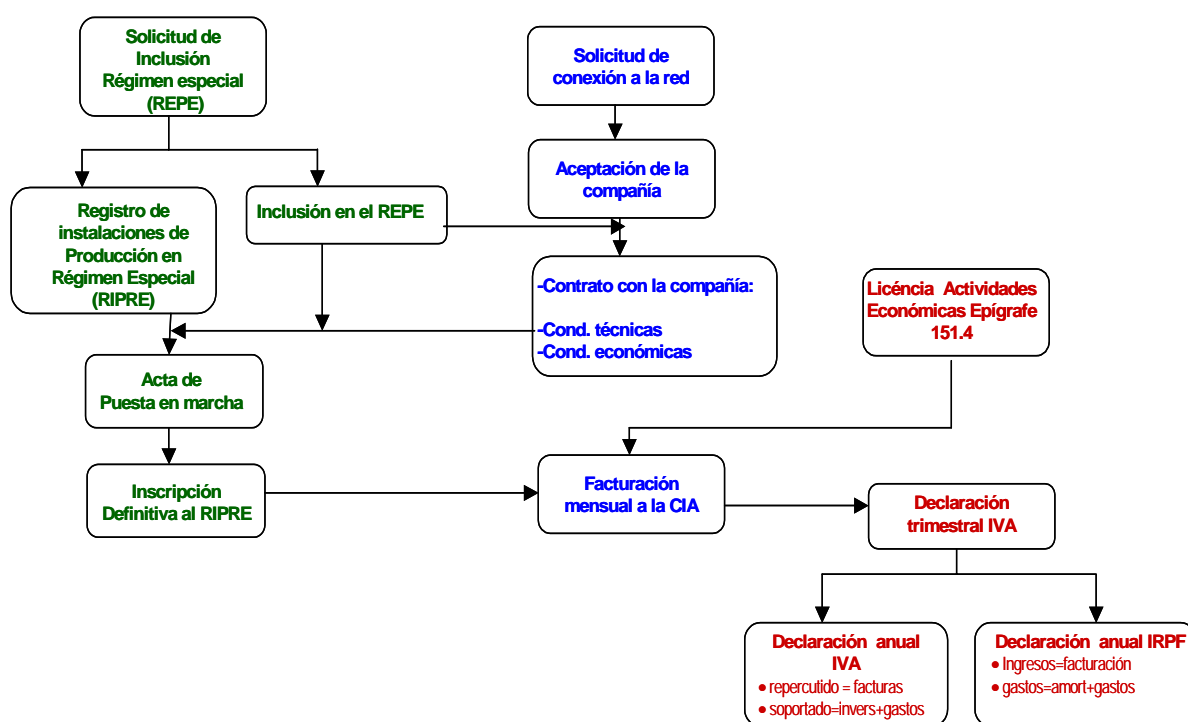 Solicitud de
Inclusión
Régimen especial
(REPE)
Solicitud de
conexión a la red
Aceptación de la
compañía
Registro de
instalaciones de
Producción en
Régimen Especial
(RIPRE)
Inclusión en el REPE
-Contrato con la compañía:
-Cond. técnicas
-Cond. económicas
Licéncia Actividades
Económicas Epígrafe
151.4
Acta de
Puesta en marcha
Inscripción
Definitiva al RIPRE
Facturación
mensual a la CIA
Declaración
trimestral IVA
Declaración anual
IVA
• repercutido = facturas
• soportado=invers+gastos
Declaración anual IRPF
• Ingresos=facturación
• gastos=amort+gastos